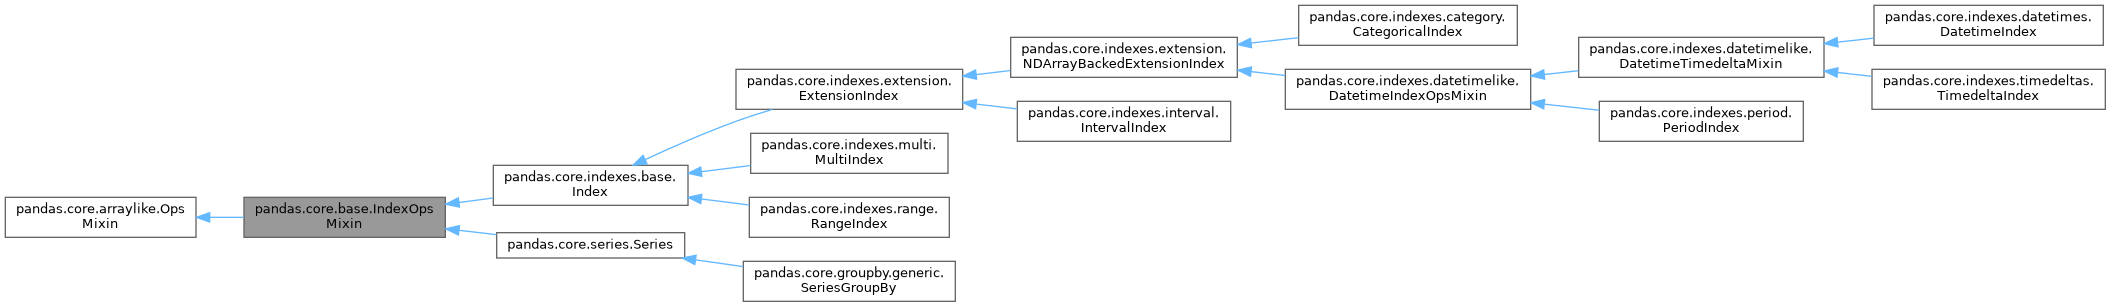 pandas.core.arraylike.Ops
Mixin
pandas.core.base.IndexOps
Mixin
pandas.core.indexes.base.
Index
pandas.core.series.Series
pandas.core.indexes.extension.
ExtensionIndex
pandas.core.indexes.multi.
MultiIndex
pandas.core.indexes.range.
RangeIndex
pandas.core.groupby.generic.
SeriesGroupBy
pandas.core.indexes.extension.
NDArrayBackedExtensionIndex
pandas.core.indexes.interval.
IntervalIndex
pandas.core.indexes.category.
CategoricalIndex
pandas.core.indexes.datetimelike.
DatetimeIndexOpsMixin
pandas.core.indexes.datetimelike.
DatetimeTimedeltaMixin
pandas.core.indexes.period.
PeriodIndex
pandas.core.indexes.datetimes.
DatetimeIndex
pandas.core.indexes.timedeltas.
TimedeltaIndex